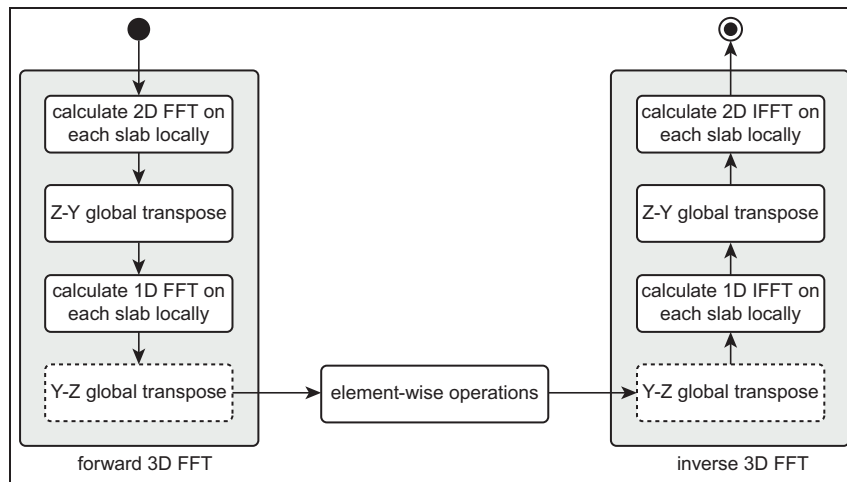 calculate 2D FFT on
each slab locally
Z-Y global transpose
calculate 1D FFT on
each slab locally
Y-Z global transpose
forward 3D FFT
element-wise operations
calculate 2D IFFT on
each slab locally
Z-Y global transpose
calculate 1D IFFT on
each slab locally
Y-Z global transpose
inverse 3D FFT